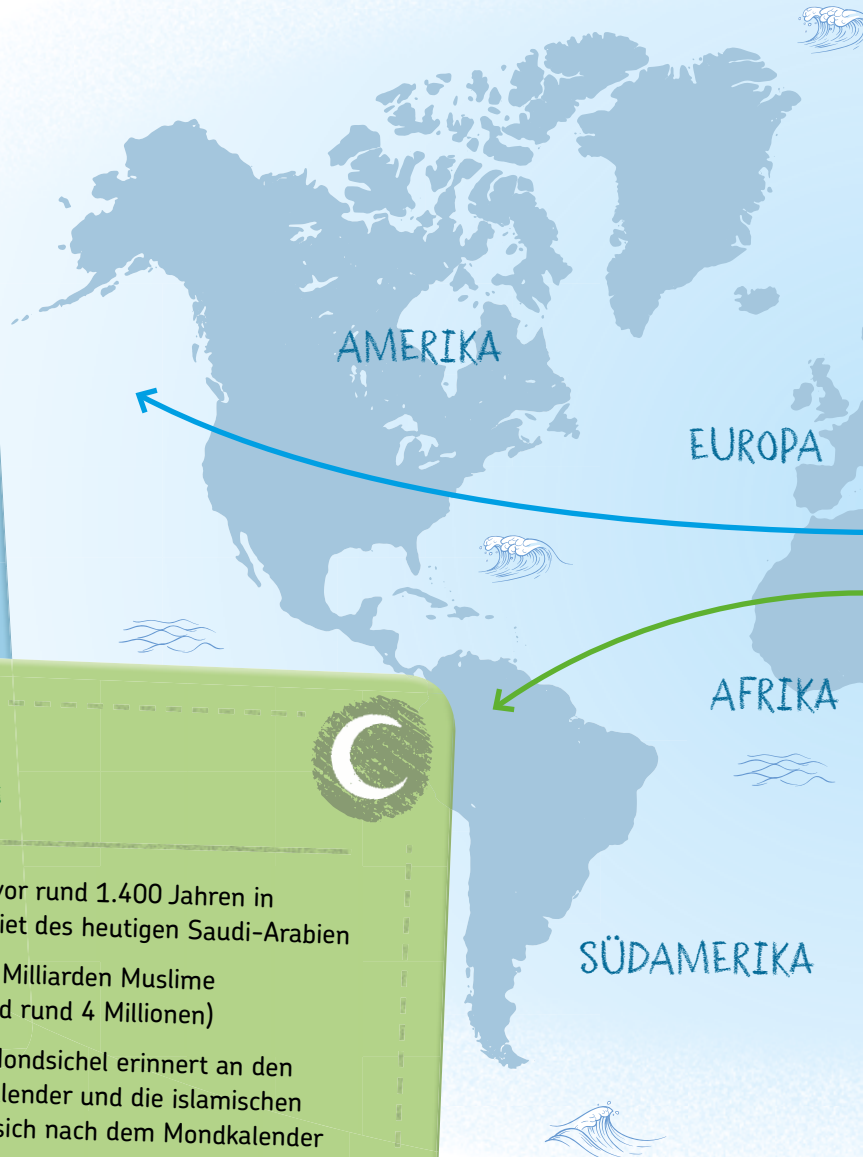 AMERIKA
EUROPA
AFRIKA
SÜDAMERIKA
vor rund 1.400 Jahren in
iet des heutigen Saudi-Arabien
Milliarden Muslime
d rund 4 Millionen)
ondsichel erinnert an den
lender und die islamischen
sich nach dem Mondkalender